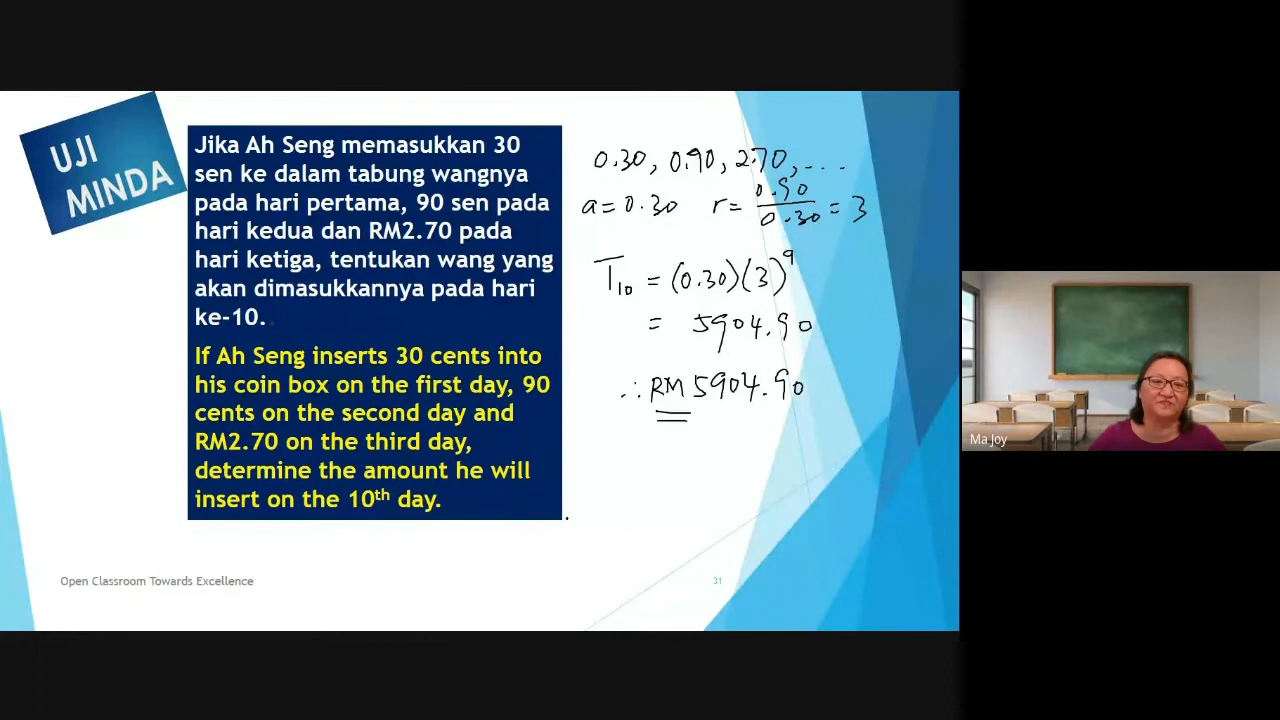 UJI
MINDA
Jika Ah Seng memasukkan 30
sen ke dalam tabung wangnya
pada hari pertama, 90 sen pada
hari kedua dan RM2.70 pada
hari ketiga, tentukan wang yang
akan dimasukkannya pada hari
ke-10.
If Ah Seng inserts 30 cents into
his coin box on the first day, 90
cents on the second day and
RM2.70 on the third day,
determine the amount he will
insert on the 10th day.
.
0.30, 0.90, 2.70, ...
a = 0.30 r = 0.90/0.30 = 3
T10 = (0.30)(3)^9
= 5904.90
∴ RM 5904.90
Ma Joy
Open Classroom Towards Excellence
31